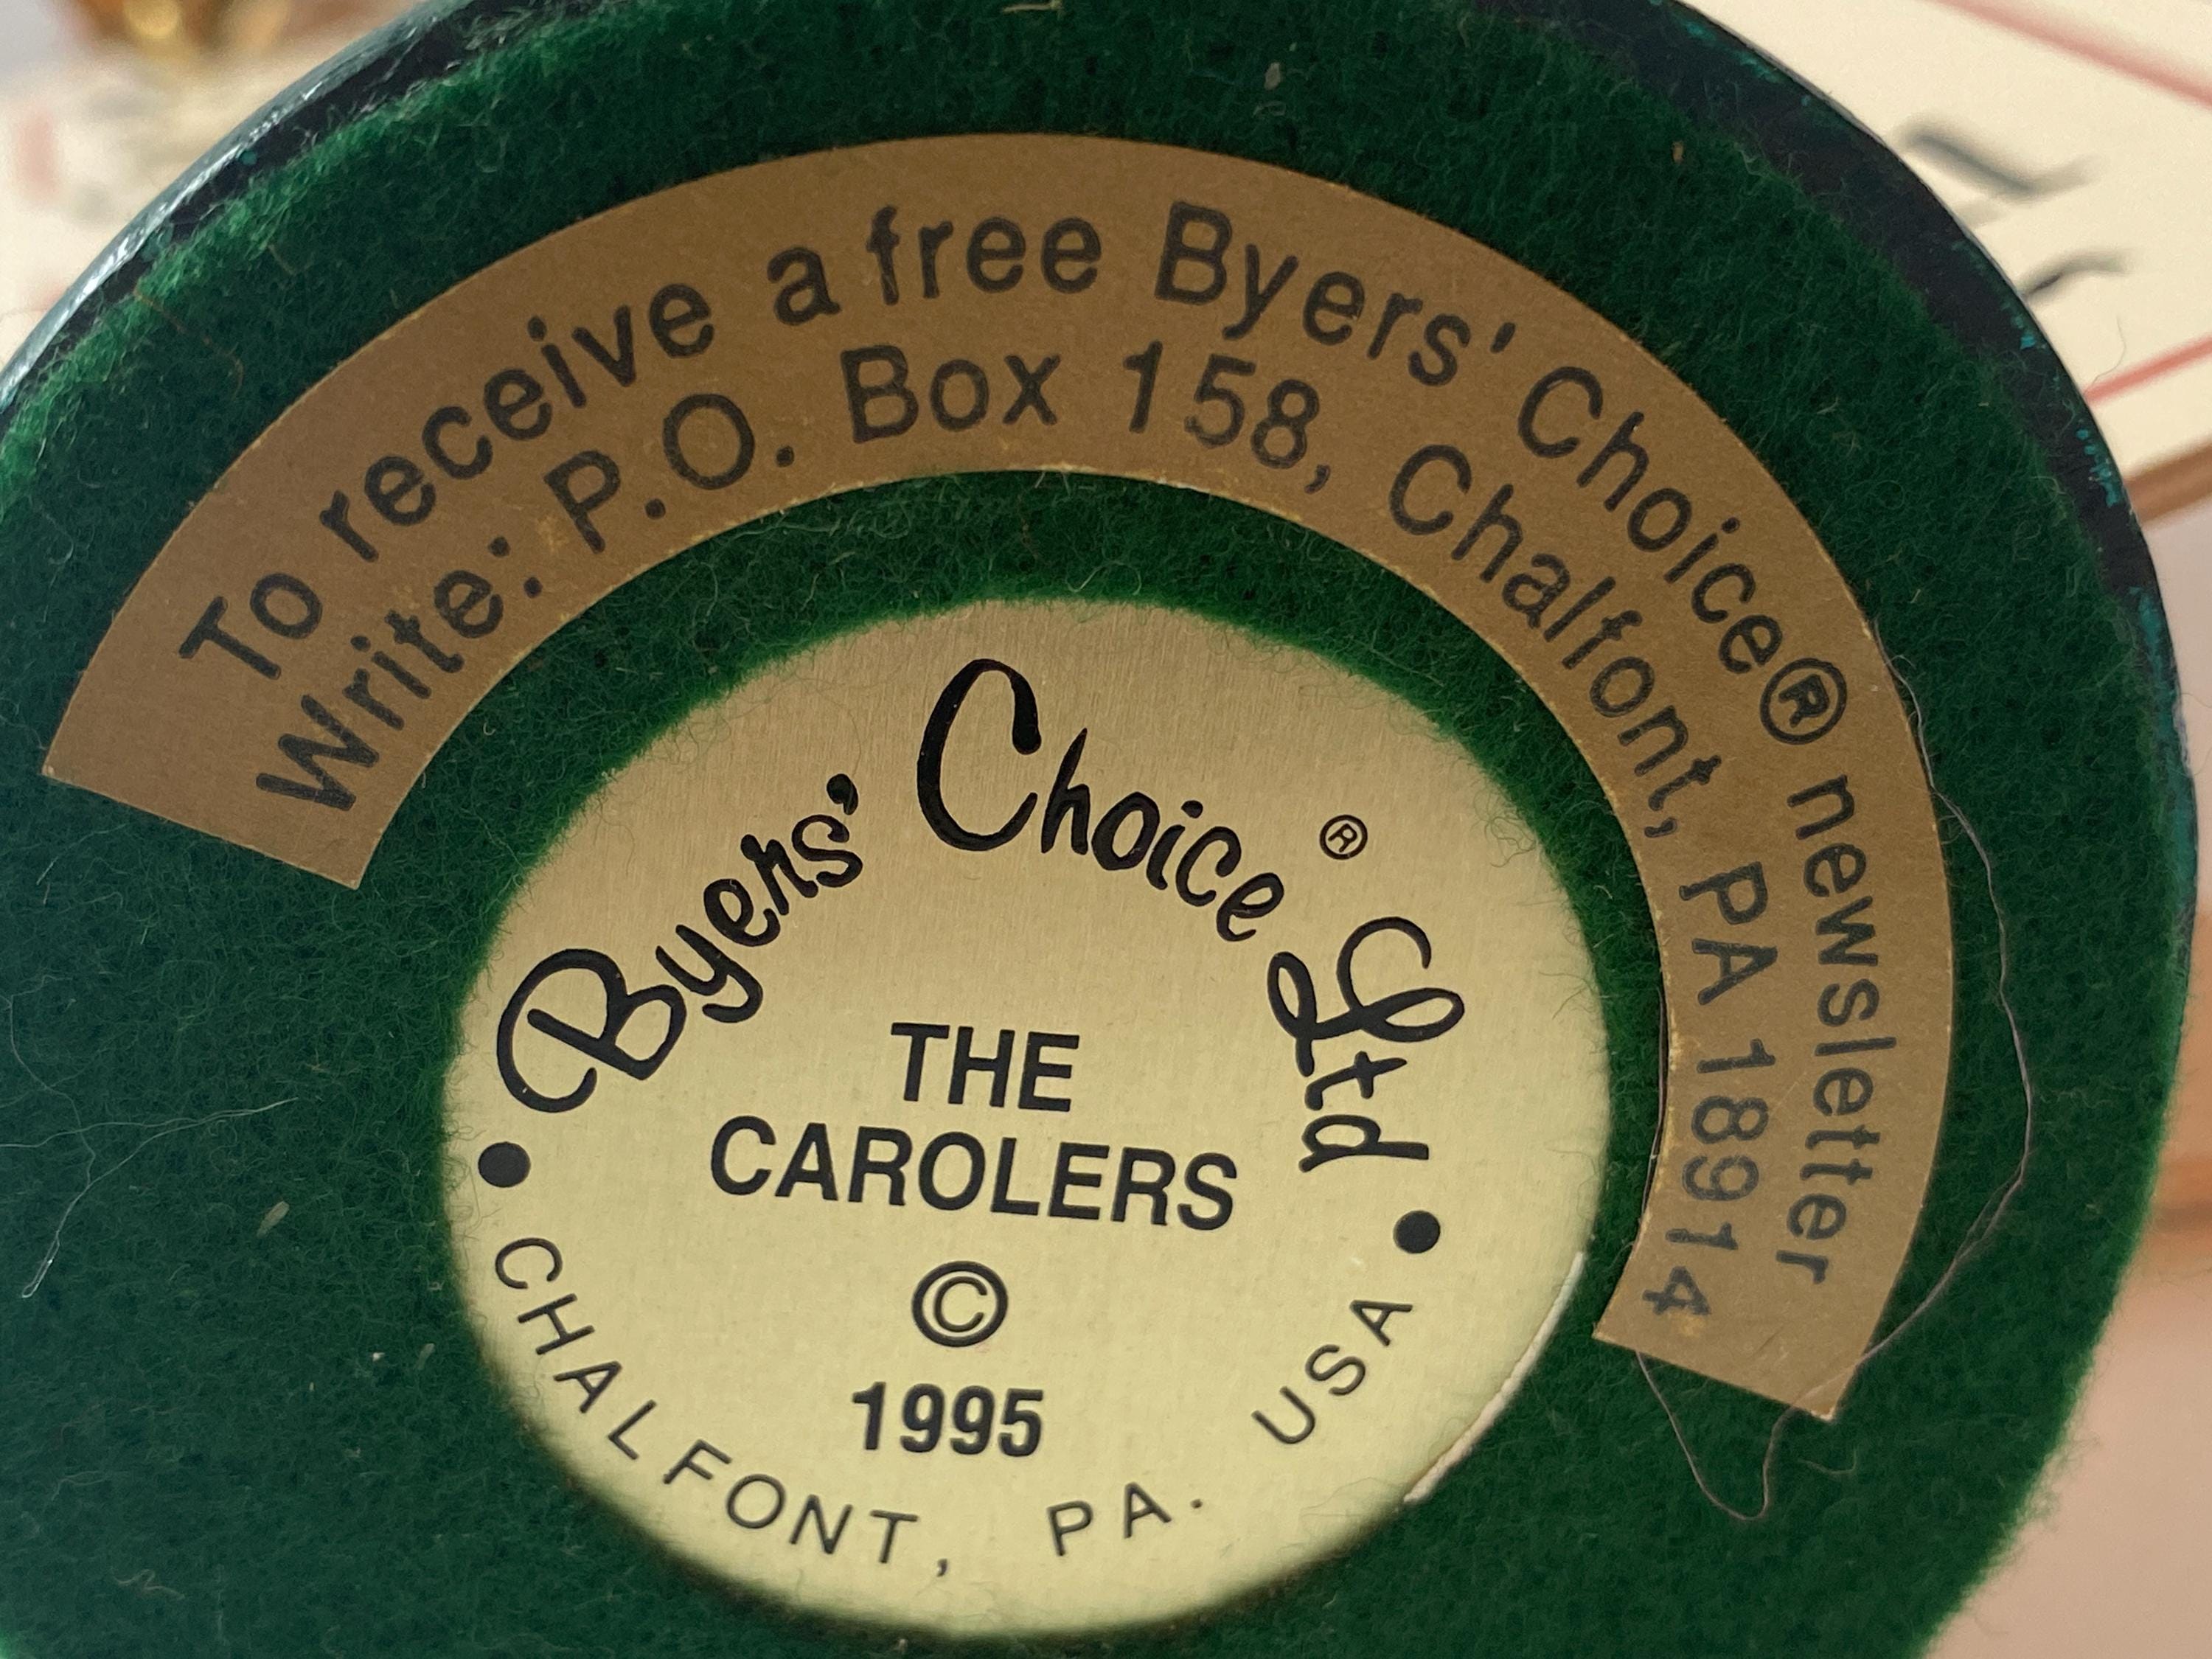 To receive a free Byers' Choice® newsletter
Write: P.O. Box 158, Chalfont, PA 18914
Byers' Choice Ltd ®
THE
CAROLERS
©
1995
• CHALFONT, PA. USA •